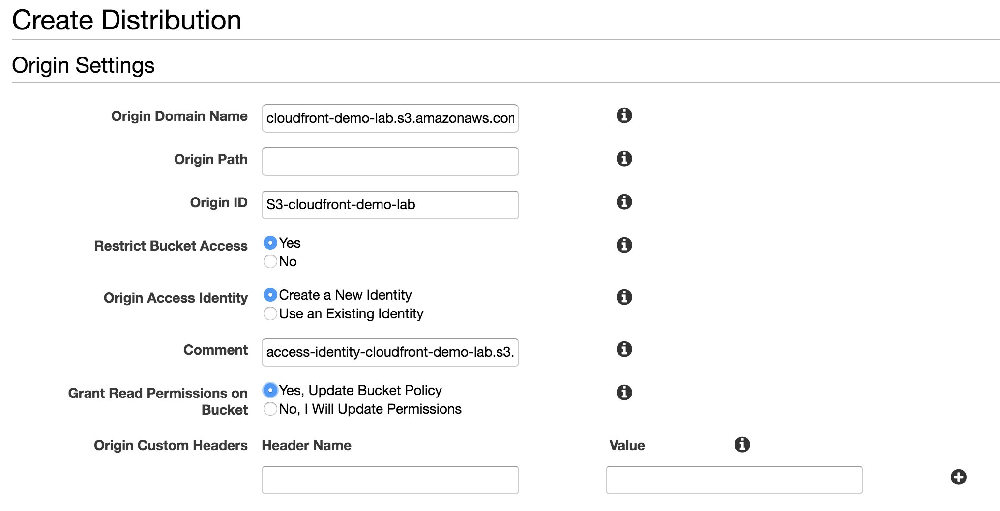 Create Distribution
Origin Settings
Origin Domain Name
cloudfront-demo-lab.s3.amazonaws.com
Origin Path
Origin ID
S3-cloudfront-demo-lab
Restrict Bucket Access
Yes
No
Origin Access Identity
Create a New Identity
Use an Existing Identity
Comment
access-identity-cloudfront-demo-lab.s3.
Grant Read Permissions on
Bucket
Yes, Update Bucket Policy
No, I Will Update Permissions
Origin Custom Headers
Header Name
Value